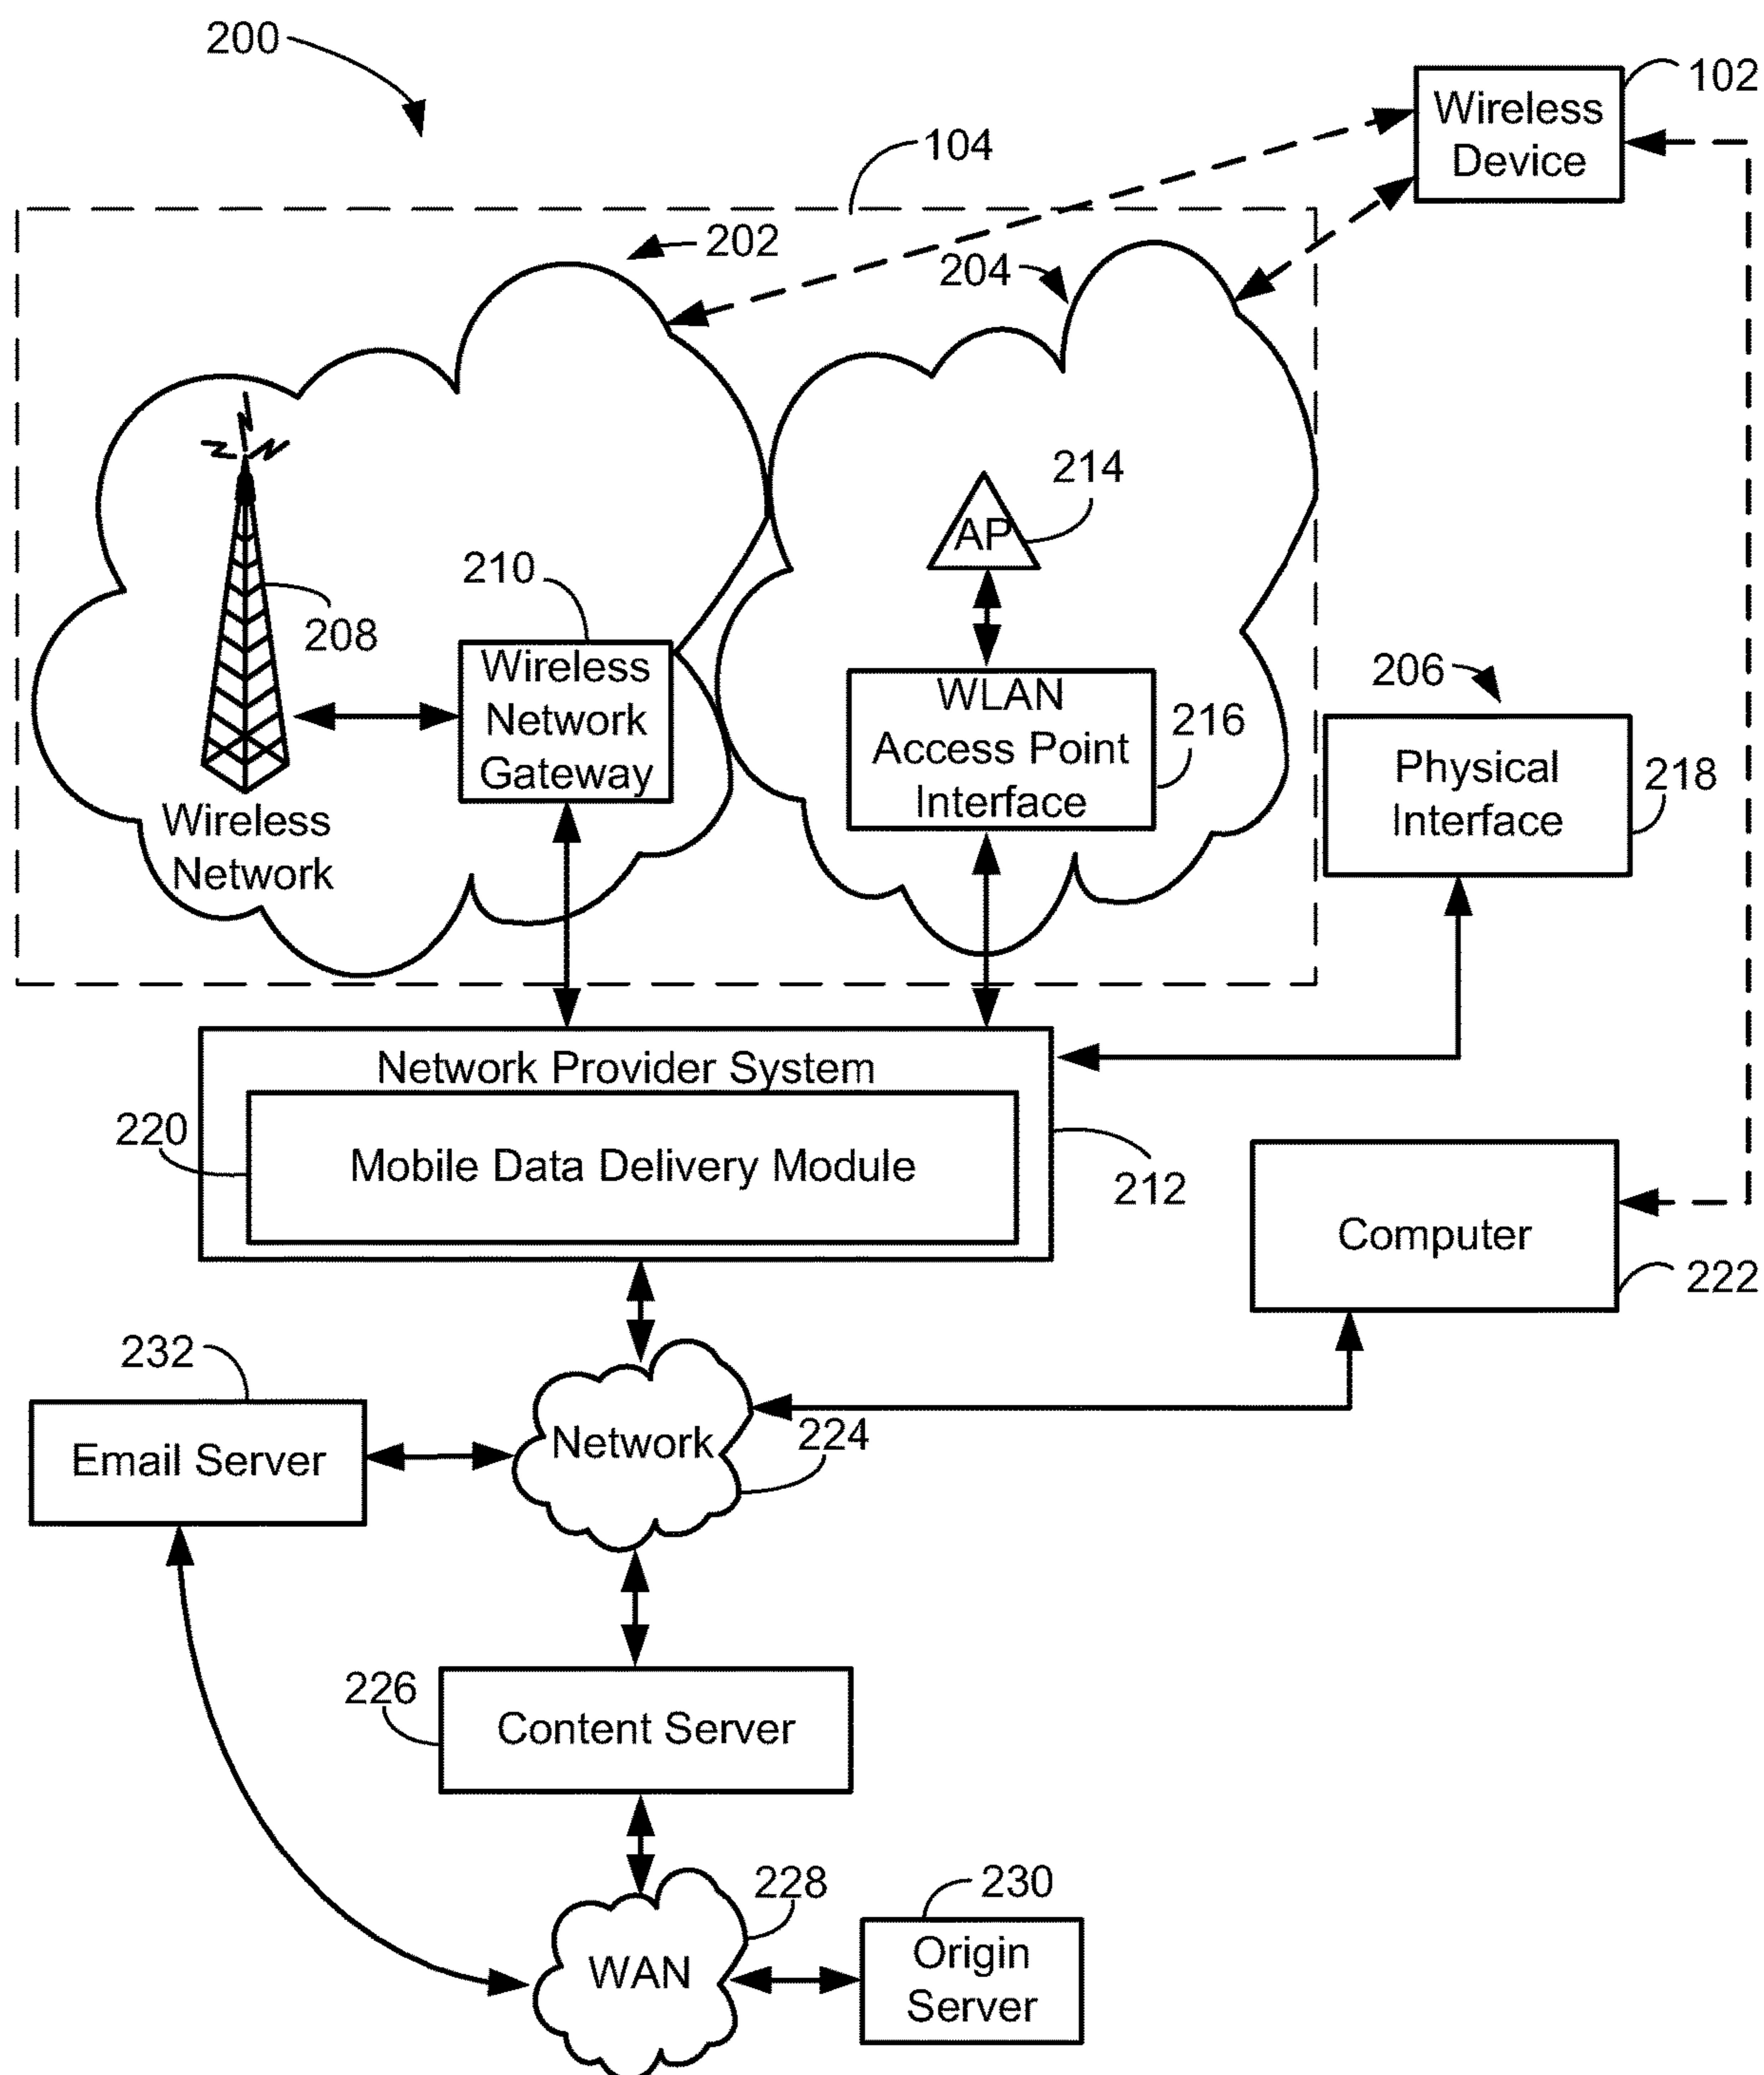 200
102
Wireless
Device
104
202
204
214
AP
210
208
Wireless
Network
Gateway
WLAN
Access Point
Interface
216
206
Physical
Interface
218
Wireless
Network
Network Provider System
220
Mobile Data Delivery Module
212
Computer
222
232
Email Server
Network
224
226
Content Server
228
WAN
230
Origin
Server